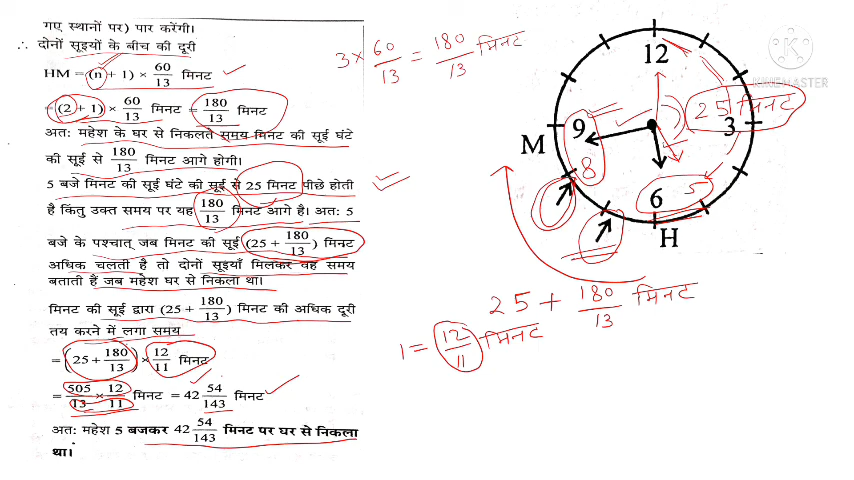 गए स्थानों पर) पार करेंगी।
∴ दोनों सूइयों के बीच की दूरी
HM = (n + 1) × 60/13 मिनट
= (2 + 1) × 60/13 मिनट = 180/13 मिनट
अतः महेश के घर से निकलते समय मिनट की सूई घंटे
की सूई से 180/13 मिनट आगे होगी।
5 बजे मिनट की सूई घंटे की सूई से 25 मिनट पीछे होती
है किंतु उक्त समय पर यह 180/13 मिनट आगे है। अतः 5
बजे के पश्चात् जब मिनट की सूई (25 + 180/13) मिनट
अधिक चलती है तो दोनों सूइयाँ मिलकर वह समय
बताती हैं जब महेश घर से निकला था।
मिनट की सूई द्वारा (25 + 180/13) मिनट की अधिक दूरी
तय करने में लगा समय
= (25 + 180/13) × 12/11 मिनट
= 505/13 × 12/11 मिनट = 42 54/143 मिनट
अतः महेश 5 बजकर 42 54/143 मिनट पर घर से निकला
था।
3 × 60/13 = 180/13 मिनट
12
25 मिनट
3
9
M
8
5
6
H
25 + 180/13 मिनट
1 = 12/11 मिनट
K
KINEMASTER